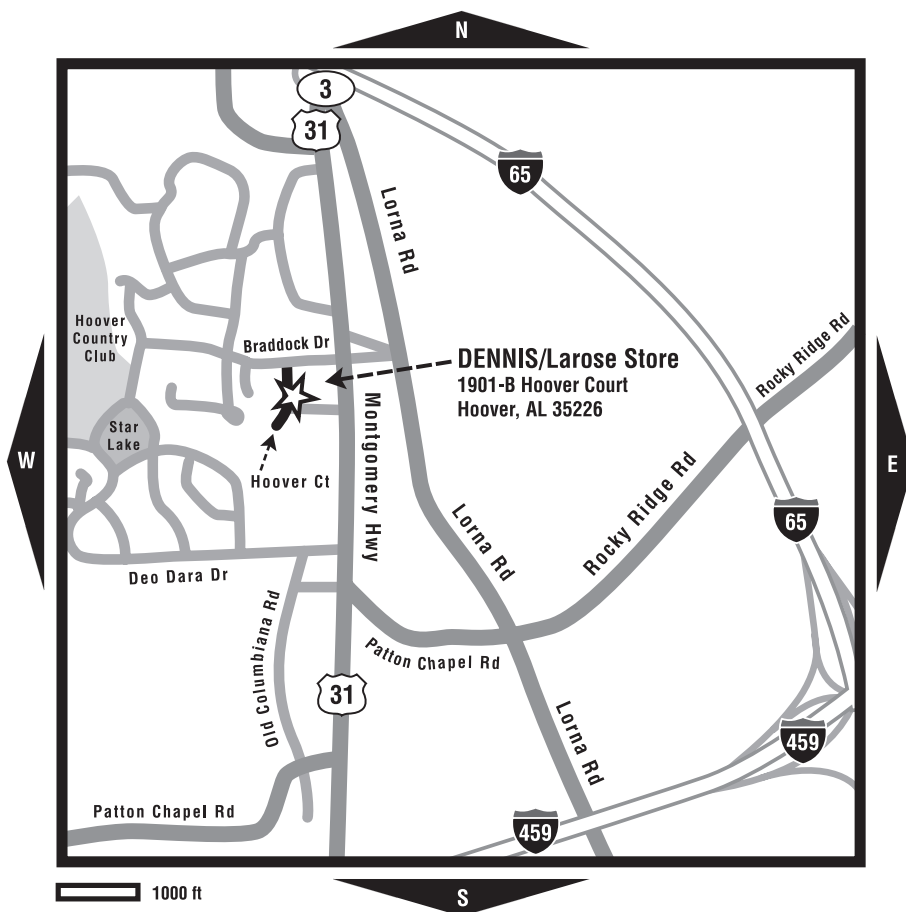 N
3
31
65
Lorna Rd
Hoover
Country
Club
Braddock Dr
DENNIS/Larose Store
1901-B Hoover Court
Hoover, AL 35226
Rocky Ridge Rd
Star
Lake
W
E
Hoover Ct
Montgomery Hwy
Lorna Rd
Rocky Ridge Rd
65
Deo Dara Dr
Old Columbiana Rd
Patton Chapel Rd
31
Lorna Rd
459
Patton Chapel Rd
459
1000 ft
S